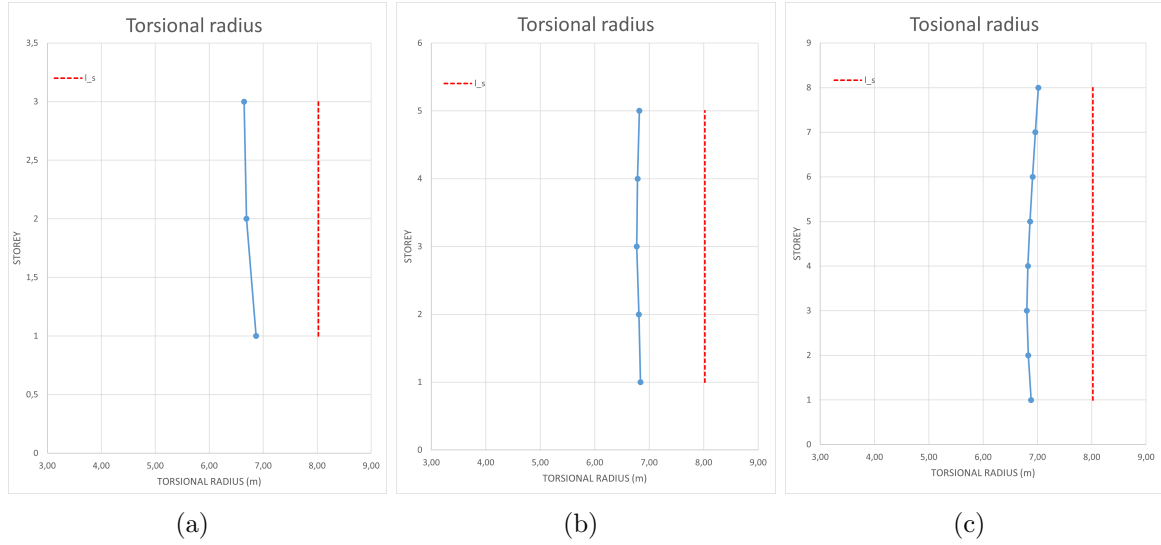 Torsional radius
3,5
3
2,5
2
1,5
1
0,5
0
STOREY
l_s
3,00 4,00 5,00 6,00 7,00 8,00 9,00
TORSIONAL RADIUS (m)
(a)
Torsional radius
6
5
4
3
2
1
0
STOREY
l_s
3,00 4,00 5,00 6,00 7,00 8,00 9,00
TORSIONAL RADIUS (m)
(b)
Tosional radius
9
8
7
6
5
4
3
2
1
0
STOREY
l_s
3,00 4,00 5,00 6,00 7,00 8,00 9,00
TORSIONAL RADIUS (m)
(c)